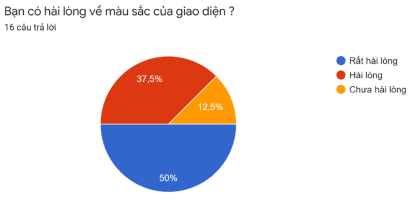 Bạn có hài lòng về màu sắc của giao diện ?
16 câu trả lời
37,5%
12,5%
50%
Rất hài lòng
Hài lòng
Chưa hài lòng